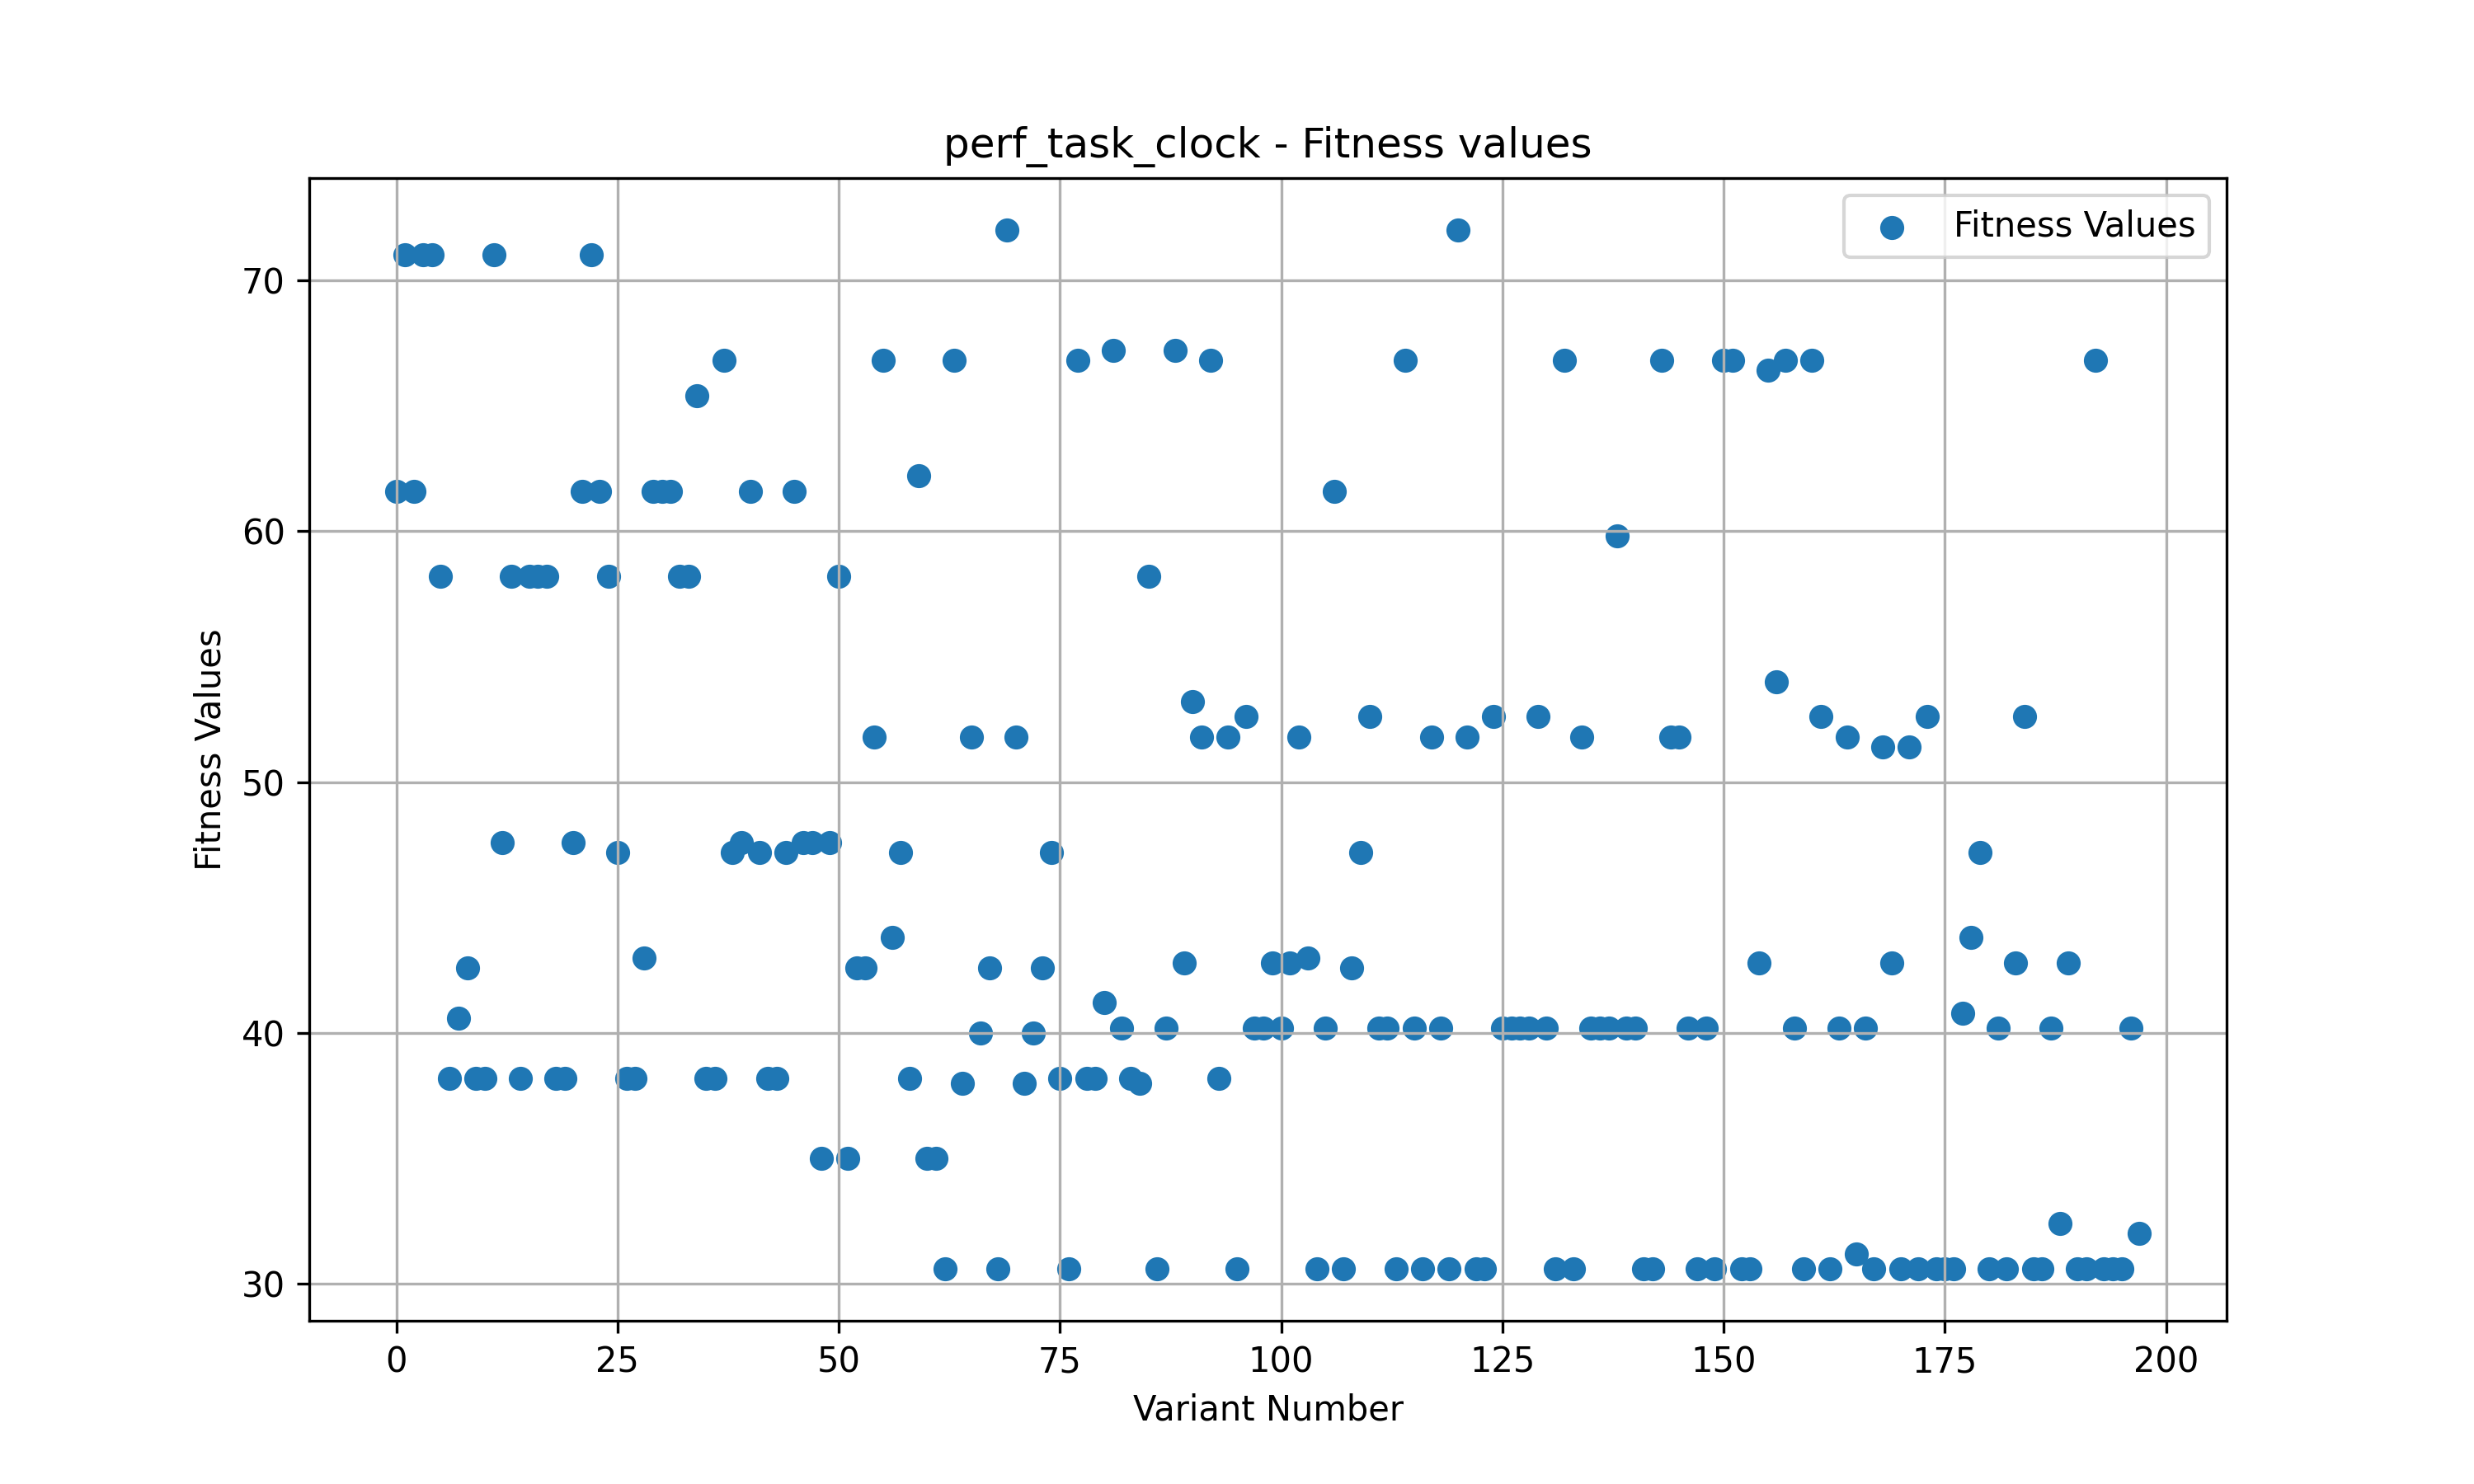 perf_task_clock - Fitness values
Fitness Values
70
60
50
40
30
Fitness Values
0 25 50 75 100 125 150 175 200
Variant Number